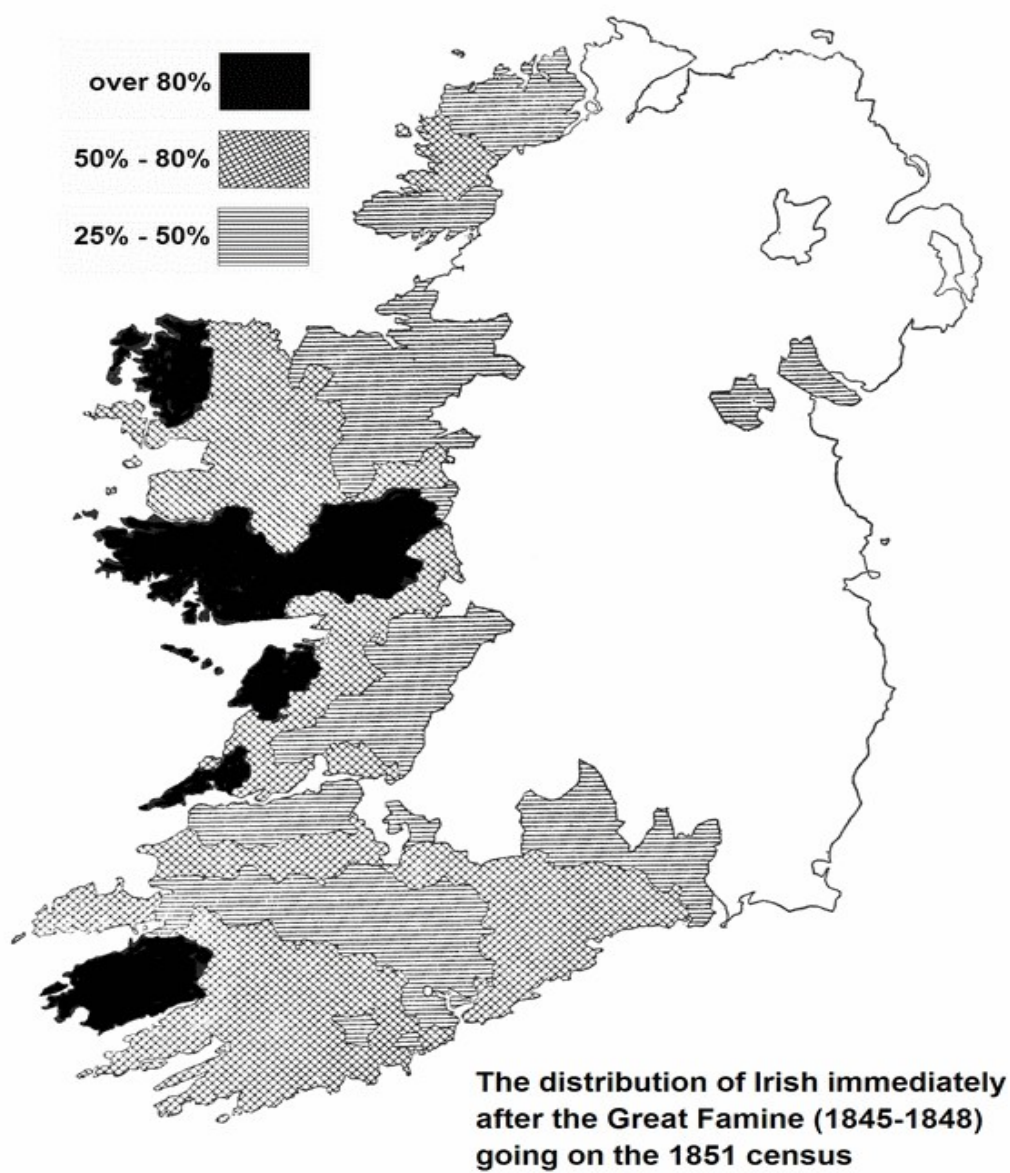 over 80%
50% - 80%
25% - 50%
The distribution of Irish immediately
after the Great Famine (1845-1848)
going on the 1851 census